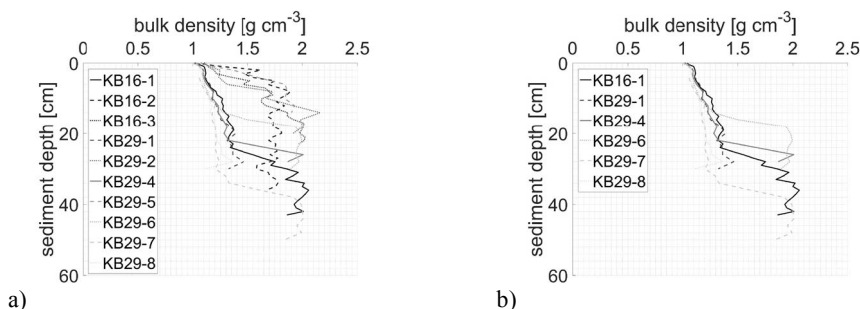 bulk density [g cm⁻³]
0 0.5 1 1.5 2 2.5
0
20
40
60
sediment depth [cm]
KB16-1
KB16-2
KB16-3
KB29-1
KB29-2
KB29-4
KB29-5
KB29-6
KB29-7
KB29-8
a)
bulk density [g cm⁻³]
0 0.5 1 1.5 2 2.5
0
20
40
60
sediment depth [cm]
KB16-1
KB29-1
KB29-4
KB29-6
KB29-7
KB29-8
b)